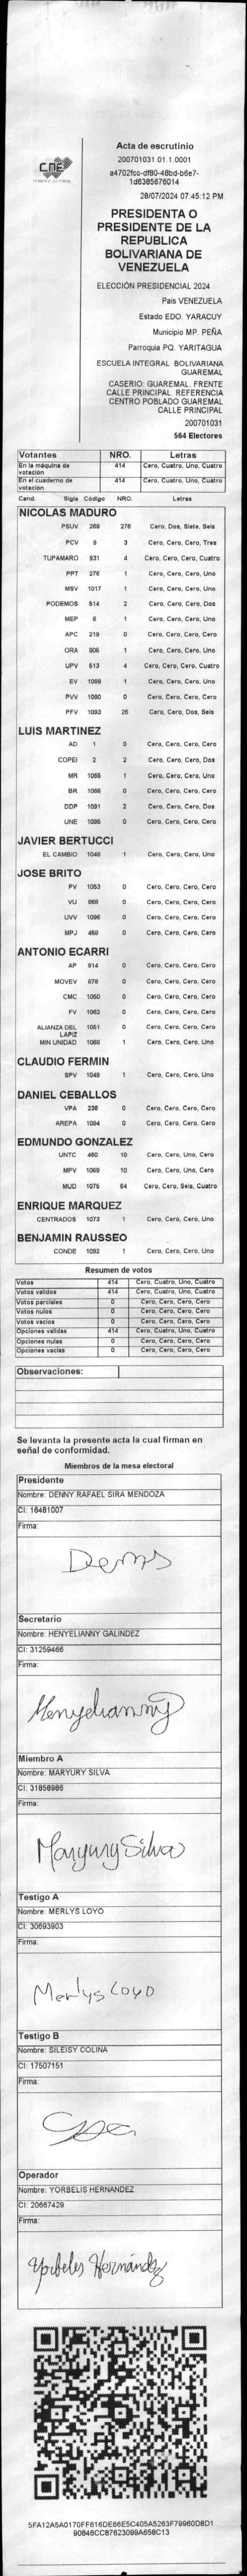 CNE
Acta de escrutinio
200701031.01.1.0001
a4702fcc-df80-48bd-b6e7-
1d6385676014
28/07/2024 07:45:12 PM
PRESIDENTA O
PRESIDENTE DE LA
REPUBLICA
BOLIVARIANA DE
VENEZUELA
ELECCIÓN PRESIDENCIAL 2024
Pais VENEZUELA
Estado EDO. YARACUY
Municipio MP. PEÑA
Parroquia PQ. YARITAGUA
ESCUELA INTEGRAL BOLIVARIANA
GUAREMAL
CASERIO: GUAREMAL FRENTE
CALLE PRINCIPAL. REFERENCIA
CENTRO POBLADO GUAREMAL
CALLE PRINCIPAL
200701031
564 Electores
Votantes NRO. Letras
En la máquina de votación 414 Cero, Cuatro, Uno, Cuatro
En el cuaderno de votación 414 Cero, Cuatro, Uno, Cuatro
Cand. Sigla Código NRO. Letras
NICOLAS MADURO
PSUV 269 276 Cero, Dos, Siete, Seis
PCV 9 3 Cero, Cero, Cero, Tres
TUPAMARO 931 4 Cero, Cero, Cero, Cuatro
PPT 276 1 Cero, Cero, Cero, Uno
MSV 1017 1 Cero, Cero, Cero, Uno
PODEMOS 514 2 Cero, Cero, Cero, Dos
MEP 6 1 Cero, Cero, Cero, Uno
APC 219 0 Cero, Cero, Cero, Cero
ORA 906 1 Cero, Cero, Cero, Uno
UPV 513 4 Cero, Cero, Cero, Cuatro
EV 1089 1 Cero, Cero, Cero, Uno
PVV 1090 0 Cero, Cero, Cero, Cero
PFV 1093 26 Cero, Cero, Dos, Seis
LUIS MARTINEZ
AD 1 0 Cero, Cero, Cero, Cero
COPEI 2 2 Cero, Cero, Cero, Dos
MR 1065 1 Cero, Cero, Cero, Uno
BR 1066 0 Cero, Cero, Cero, Cero
DDP 1091 2 Cero, Cero, Cero, Dos
UNE 1095 0 Cero, Cero, Cero, Cero
JAVIER BERTUCCI
EL CAMBIO 1048 1 Cero, Cero, Cero, Uno
JOSE BRITO
PV 1053 0 Cero, Cero, Cero, Cero
VU 868 0 Cero, Cero, Cero, Cero
UVV 1096 0 Cero, Cero, Cero, Cero
MPJ 458 0 Cero, Cero, Cero, Cero
ANTONIO ECARRI
AP 814 0 Cero, Cero, Cero, Cero
MOVEV 878 0 Cero, Cero, Cero, Cero
CMC 1050 0 Cero, Cero, Cero, Cero
FV 1062 0 Cero, Cero, Cero, Cero
ALIANZA DEL LAPIZ 1051 0 Cero, Cero, Cero, Cero
MIN UNIDAD 1068 1 Cero, Cero, Cero, Uno
CLAUDIO FERMIN
SPV 1049 1 Cero, Cero, Cero, Uno
DANIEL CEBALLOS
VPA 236 0 Cero, Cero, Cero, Cero
AREPA 1094 0 Cero, Cero, Cero, Cero
EDMUNDO GONZALEZ
UNTC 460 10 Cero, Cero, Uno, Cero
MPV 1069 10 Cero, Cero, Uno, Cero
MUD 1075 64 Cero, Cero, Seis, Cuatro
ENRIQUE MARQUEZ
CENTRADOS 1073 1 Cero, Cero, Cero, Uno
BENJAMIN RAUSSEO
CONDE 1092 1 Cero, Cero, Cero, Uno
Resumen de votos
Votos 414 Cero, Cuatro, Uno, Cuatro
Votos validos 414 Cero, Cuatro, Uno, Cuatro
Votos parciales 0 Cero, Cero, Cero, Cero
Votos nulos 0 Cero, Cero, Cero, Cero
Votos vacios 0 Cero, Cero, Cero, Cero
Opciones validas 414 Cero, Cuatro, Uno, Cuatro
Opciones nulas 0 Cero, Cero, Cero, Cero
Opciones vacias 0 Cero, Cero, Cero, Cero
Observaciones:
Se levanta la presente acta la cual firman en
señal de conformidad.
Miembros de la mesa electoral
Presidente
Nombre: DENNY RAFAEL SIRA MENDOZA
CI: 16481007
Firma:
Denns
Secretario
Nombre: HENYELIANNY GALINDEZ
CI: 31259466
Firma:
Henyelianny
Miembro A
Nombre: MARYURY SILVA
CI: 31858986
Firma:
Maryury Silva
Testigo A
Nombre: MERLYS LOYO
CI: 30693903
Firma:
Merlys Loyo
Testigo B
Nombre: SILEISY COLINA
CI: 17507151
Firma:
Operador
Nombre: YORBELIS HERNANDEZ
CI: 20667429
Firma:
Yorbelis Hernández
5FA12A5A0170FF616DE66E5C405A5263F79960D8D1
90846CC87623099A658C13